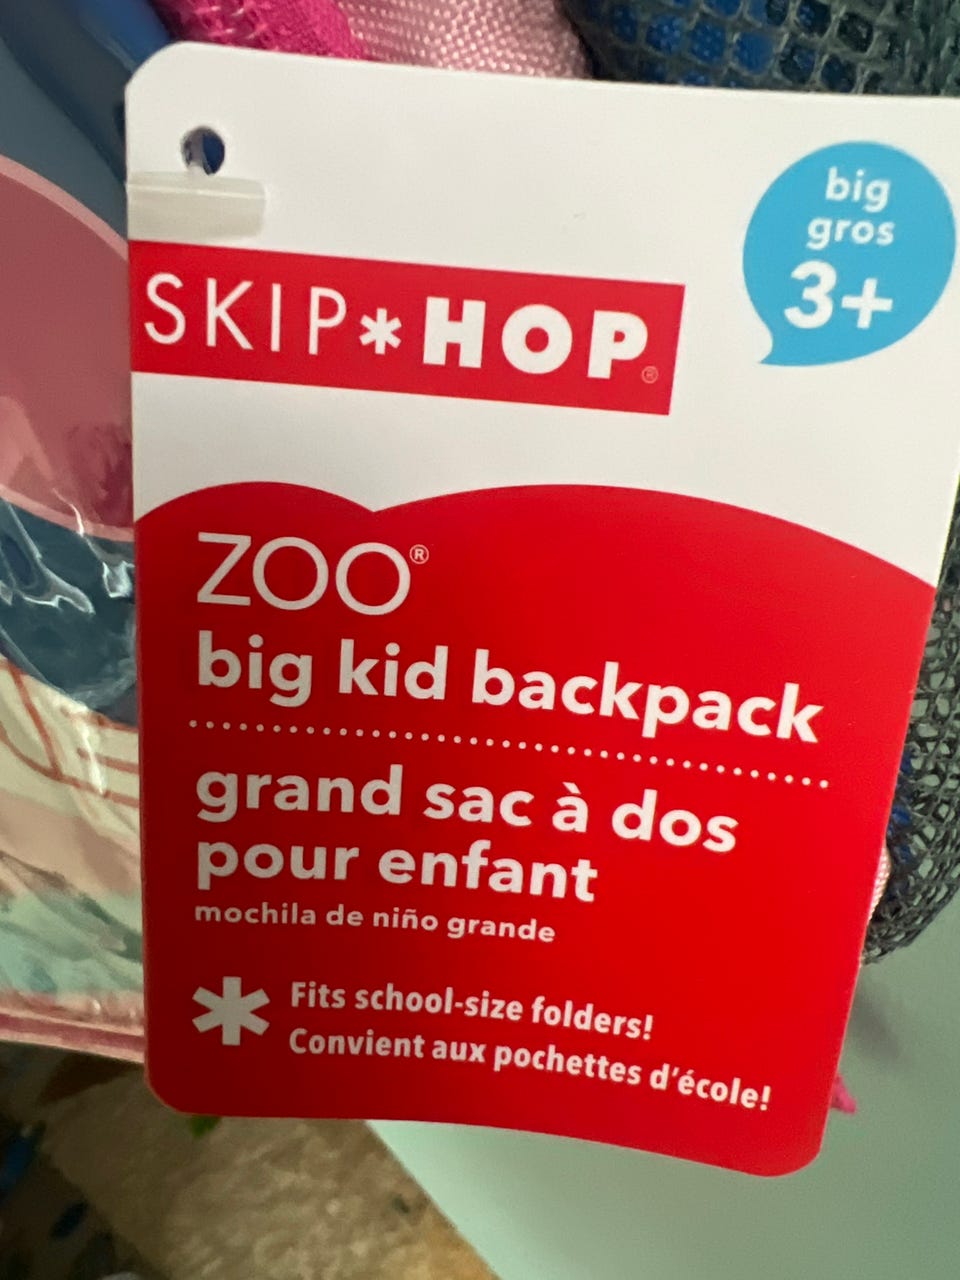 big
gros
3+
SKIP*HOP®
ZOO®
big kid backpack
grand sac à dos
pour enfant
mochila de niño grande
* Fits school-size folders!
Convient aux pochettes d'école!